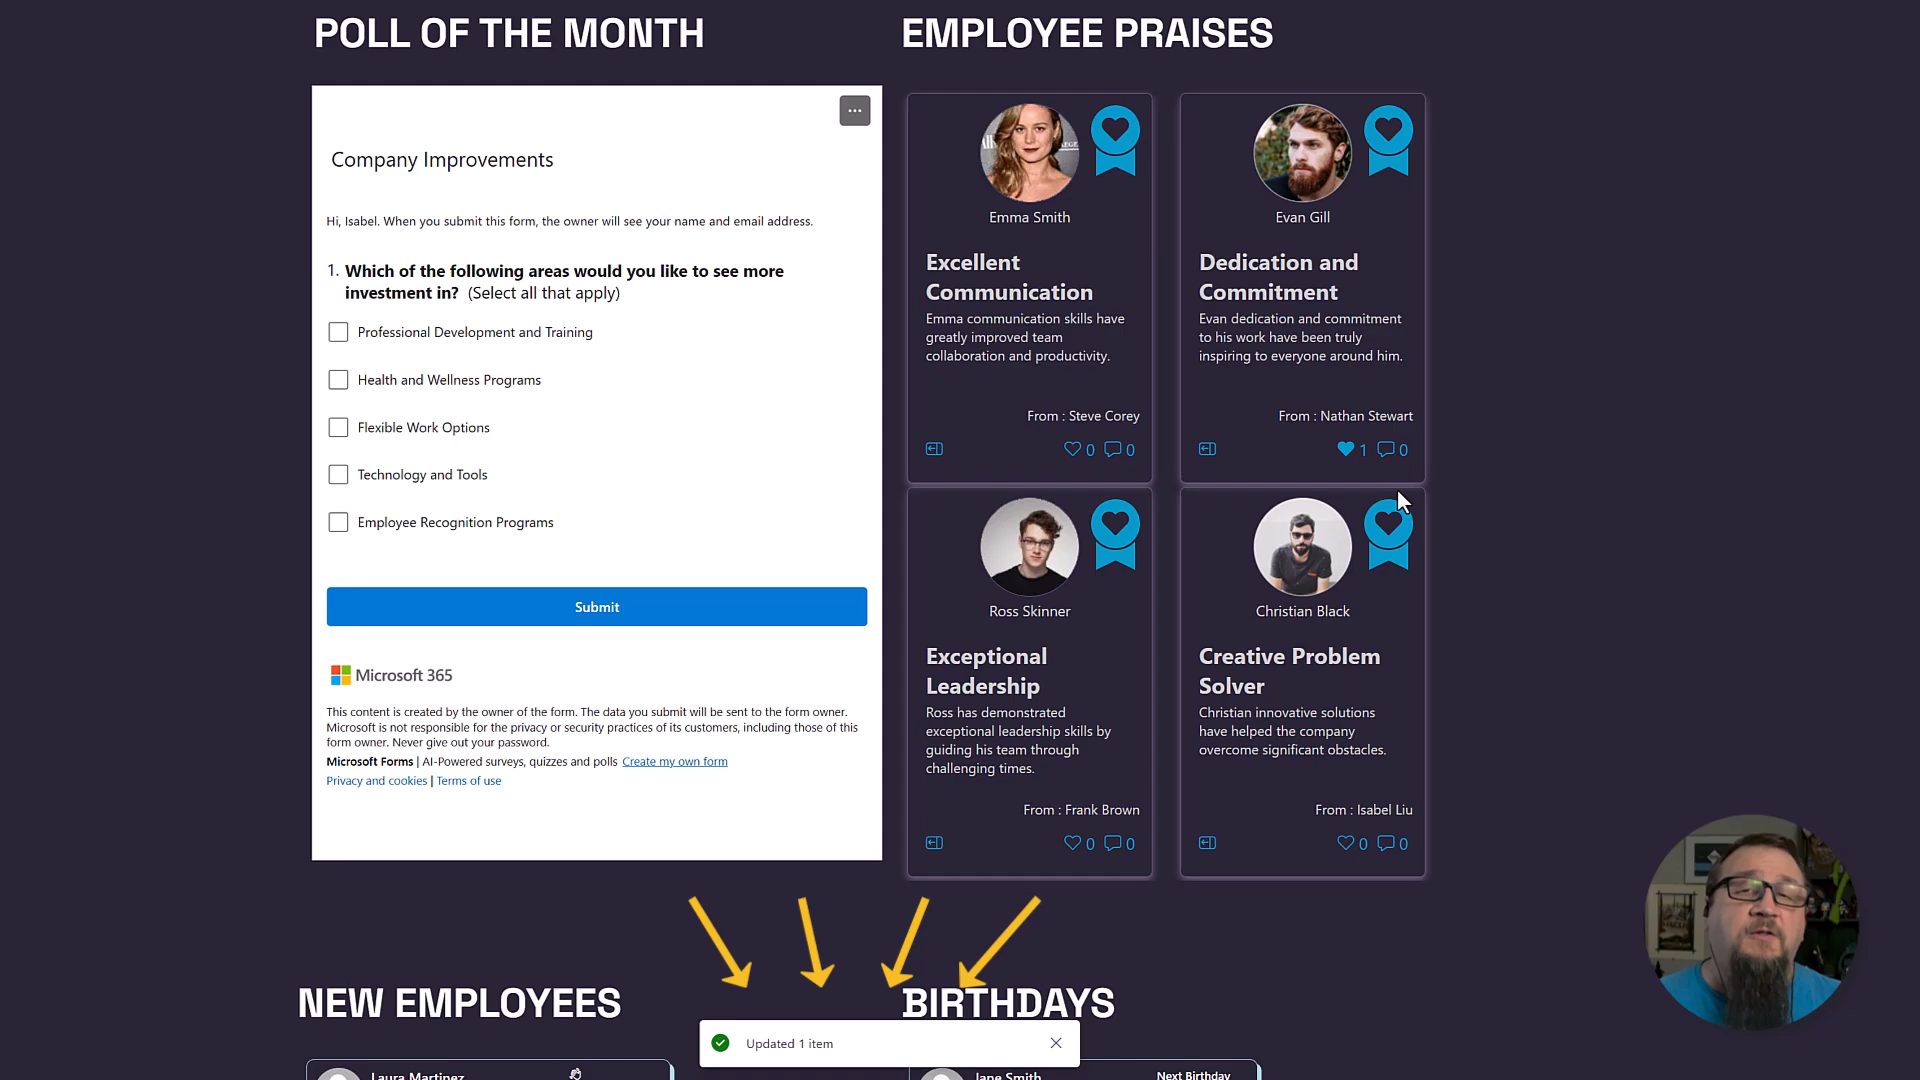 POLL OF THE MONTH
EMPLOYEE PRAISES
Company Improvements
Hi, Isabel. When you submit this form, the owner will see your name and email address.
1. Which of the following areas would you like to see more
investment in? (Select all that apply)
Professional Development and Training
Health and Wellness Programs
Flexible Work Options
Technology and Tools
Employee Recognition Programs
Submit
Microsoft 365
This content is created by the owner of the form. The data you submit will be sent to the form owner.
Microsoft is not responsible for the privacy or security practices of its customers, including those of this
form owner. Never give out your password.
Microsoft Forms | AI-Powered surveys, quizzes and polls Create my own form
Privacy and cookies | Terms of use
Emma Smith
Excellent
Communication
Emma communication skills have
greatly improved team
collaboration and productivity.
From : Steve Corey
0 0
Evan Gill
Dedication and
Commitment
Evan dedication and commitment
to his work have been truly
inspiring to everyone around him.
From : Nathan Stewart
1 0
Ross Skinner
Exceptional
Leadership
Ross has demonstrated
exceptional leadership skills by
guiding his team through
challenging times.
From : Frank Brown
0 0
Christian Black
Creative Problem
Solver
Christian innovative solutions
have helped the company
overcome significant obstacles.
From : Isabel Liu
0 0
NEW EMPLOYEES
BIRTHDAYS
Updated 1 item
Laura Martinez
Jane Smith
Next Birthday